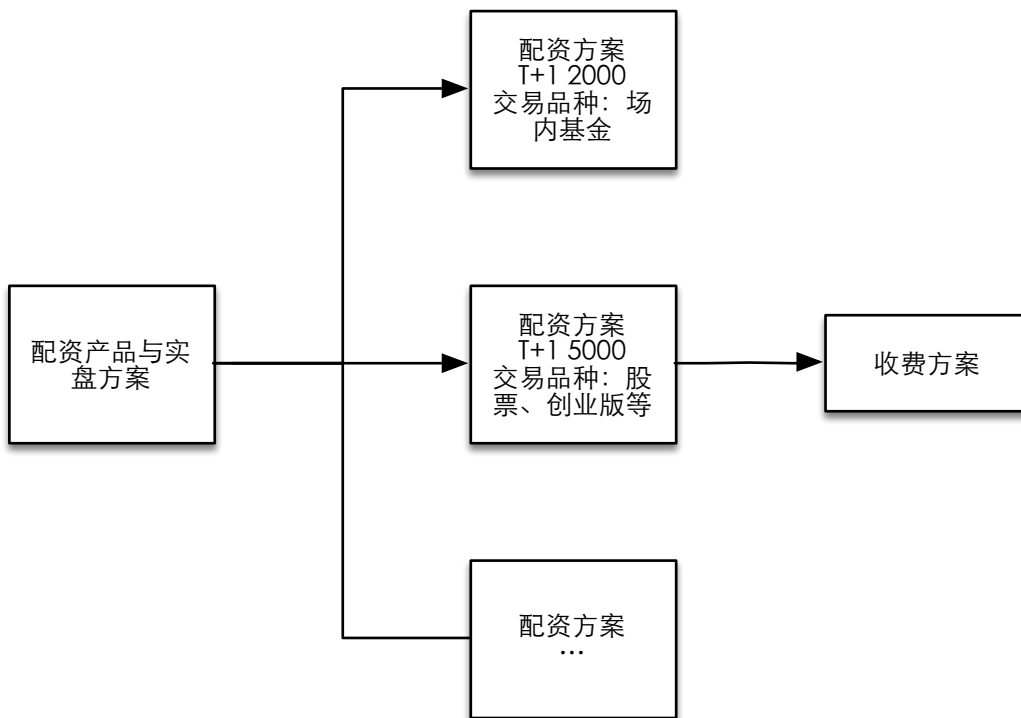 配资方案
T+1 2000
交易品种：场
内基金
配资产品与实
盘方案
配资方案
T+1 5000
交易品种：股
票、创业版等
收费方案
配资方案
…